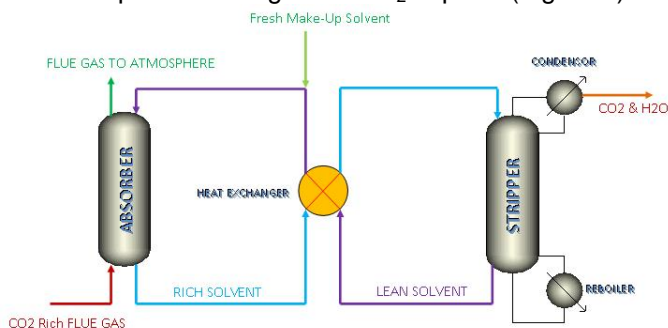 Fresh Make-Up Solvent
FLUE GAS TO ATMOSPHERE
CONDENSOR
CO2 & H2O
ABSORBER
HEAT EXCHANGER
STRIPPER
RICH SOLVENT
LEAN SOLVENT
REBOILER
CO2 Rich FLUE GAS